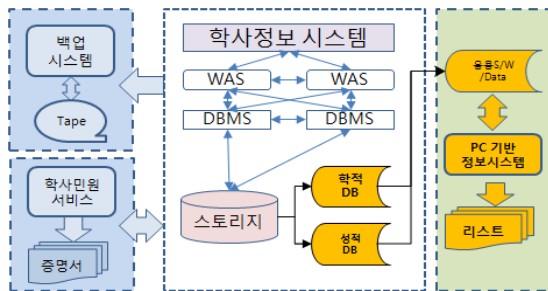 백업
시스템
Tape
학사민원
서비스
증명서
학사정보 시스템
WAS
WAS
DBMS
DBMS
스토리지
학적
DB
성적
DB
응용S/W
/Data
PC 기반
정보시스템
리스트